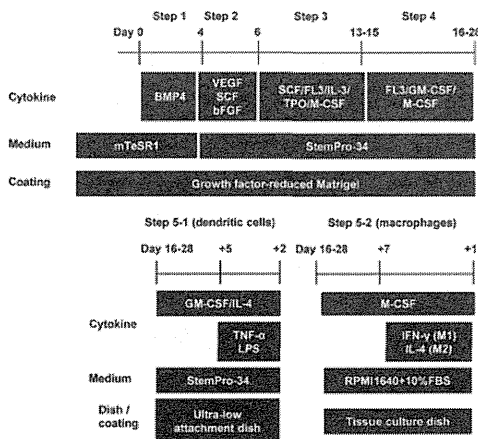 Step 1 Step 2 Step 3 Step 4
Day 0 4 6 13-15 16-28
Cytokine
BMP4
VEGF
SCF
bFGF
SCF/FL3/IL-3/
TPO/M-CSF
FL3/GM-CSF/
M-CSF
Medium mTeSR1 StemPro-34
Coating Growth factor-reduced Matrigel
Step 5-1 (dendritic cells)
Day 16-28 +5 +2
Cytokine
GM-CSF/IL-4
TNF-α
LPS
Medium StemPro-34
Dish /
coating
Ultra-low
attachment dish
Step 5-2 (macrophages)
Day 16-28 +7 +1
M-CSF
IFN-γ (M1)
IL-4 (M2)
RPMI1640+10%FBS
Tissue culture dish